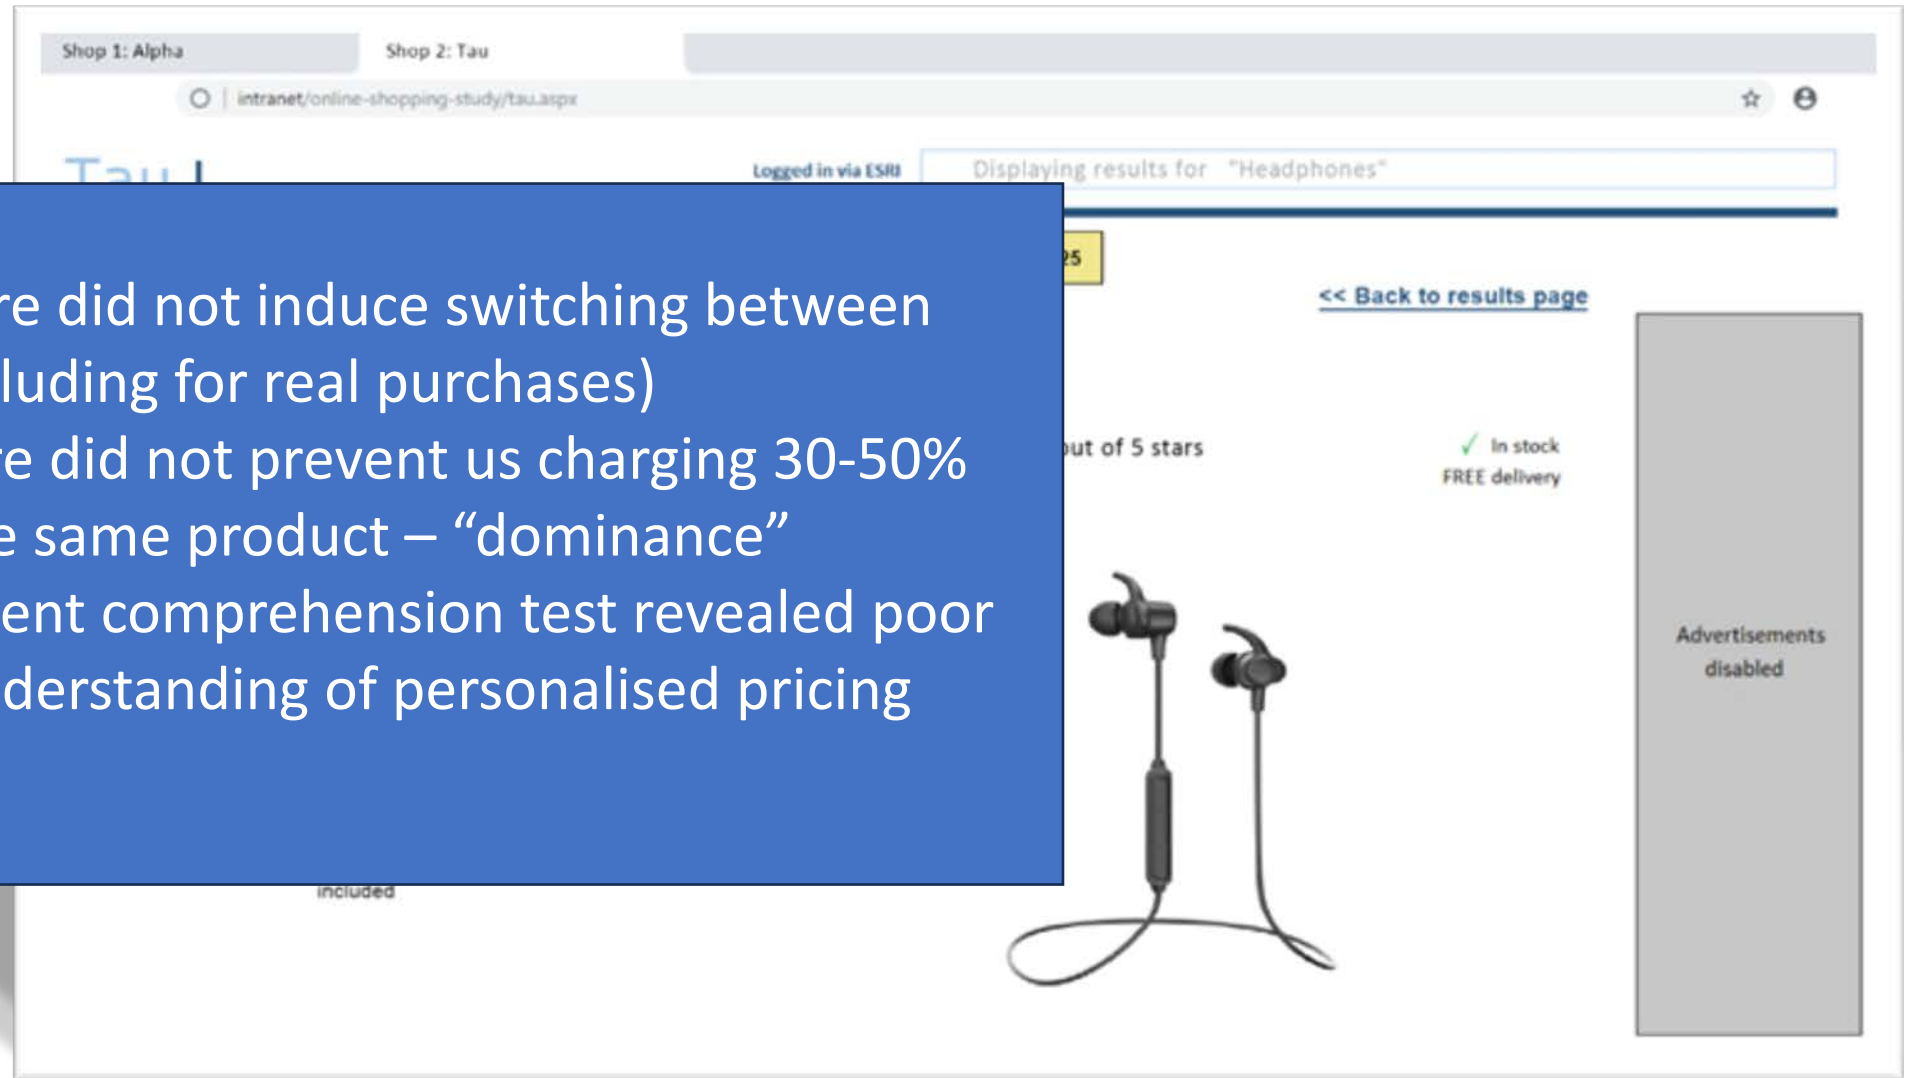 Shop 1: Alpha
Shop 2: Tau
intranet/online-shopping-study/tau.aspx
Tau
Logged in via ESRI
Displaying results for "Headphones"
25
<< Back to results page
re did not induce switching between
luding for real purchases)
re did not prevent us charging 30-50%
e same product – “dominance”
ent comprehension test revealed poor
derstanding of personalised pricing
out of 5 stars
✓ In stock
FREE delivery
Advertisements
disabled
included